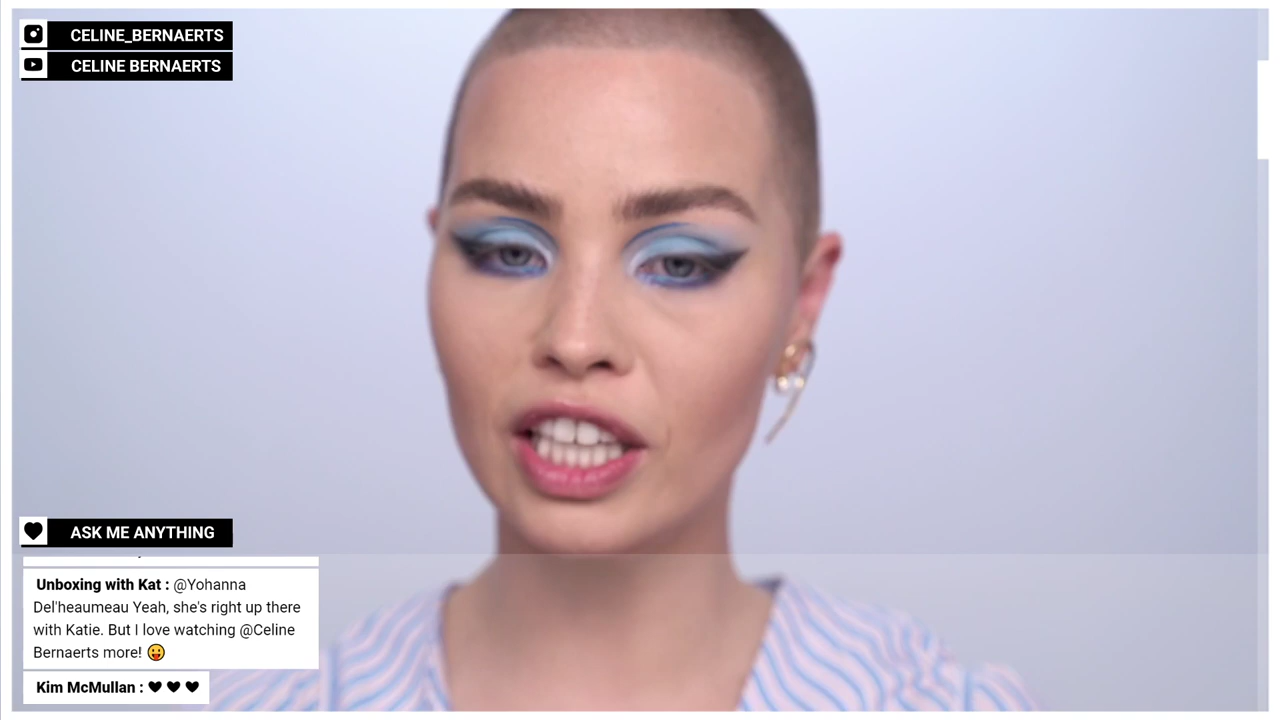 CELINE_BERNAERTS
CELINE BERNAERTS
ASK ME ANYTHING
Unboxing with Kat : @Yohanna
Del'heaumeau Yeah, she's right up there
with Katie. But I love watching @Celine
Bernaerts more! 😛
Kim McMullan : ♥ ♥ ♥